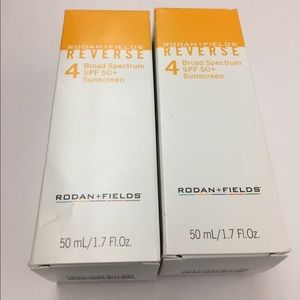 RODAN+FIELDS
REVERSE
4 Broad Spectrum
SPF 50+
Sunscreen
RODAN+FIELDS®
50 mL/1.7 Fl.Oz.
RODAN+FIELDS
REVERSE
4 Broad Spectrum
SPF 50+
Sunscreen
RODAN+FIELDS®
50 mL/1.7 Fl.Oz.